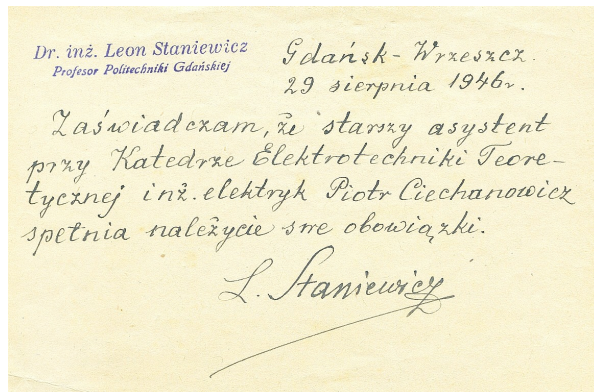 Dr. inż. Leon Staniewicz
Profesor Politechniki Gdańskiej
Gdańsk - Wrzeszcz.
29 sierpnia 1946r.
Zaświadczam, że starszy asystent
przy Katedrze Elektrotechniki Teore-
tycznej inż. elektryk Piotr Ciechanowicz
spełnia należycie swe obowiązki.
L. Staniewicz